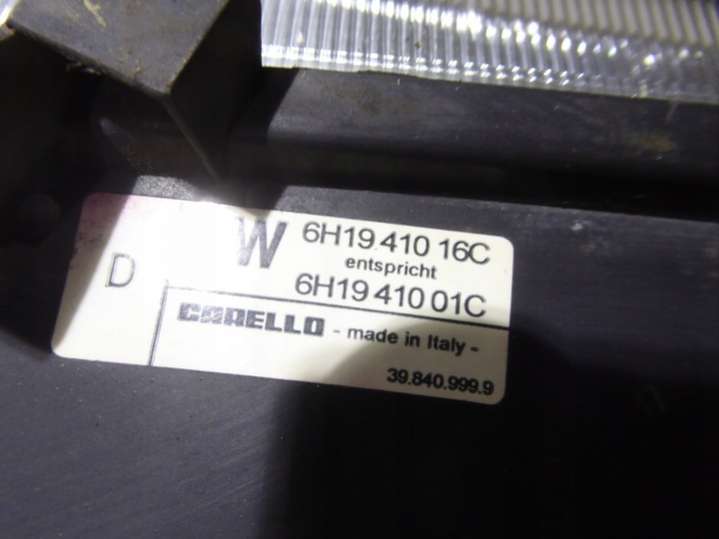 D
W 6H19 410 16C
entspricht
6H19 410 01C
CARELLO - made in Italy -
39.840.999.9